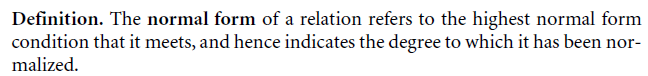 Definition. The normal form of a relation refers to the highest normal form
condition that it meets, and hence indicates the degree to which it has been nor-
malized.